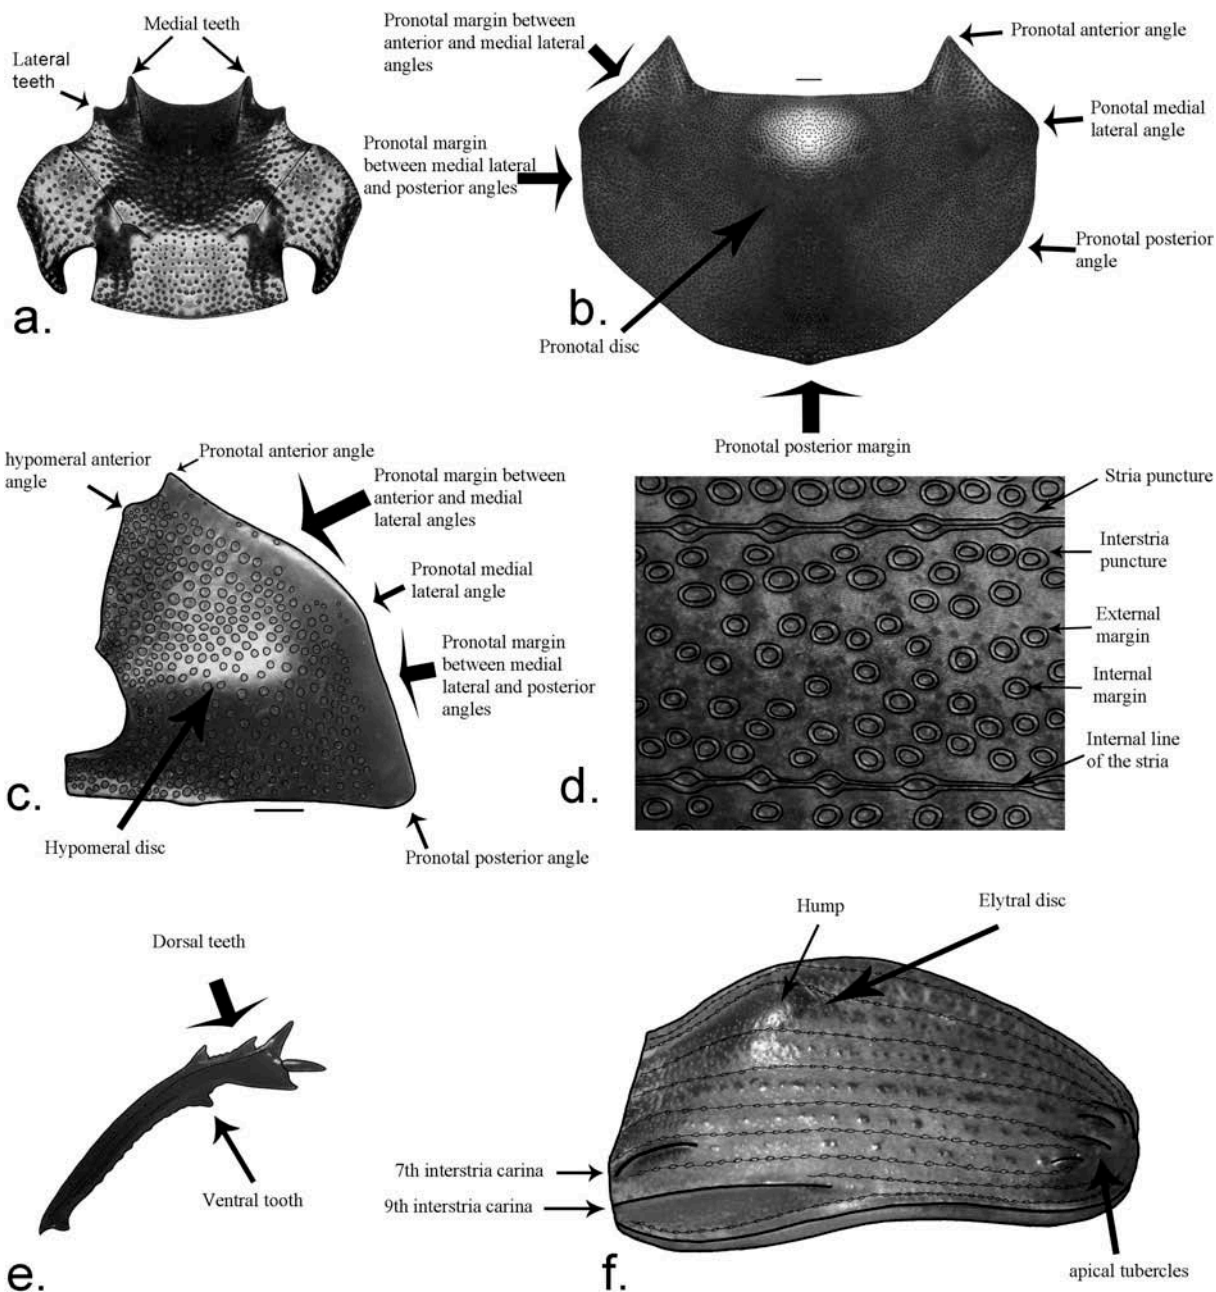 Medial teeth
Lateral
teeth
a.
Pronotal margin between
anterior and medial lateral
angles
Pronotal anterior angle
Ponotal medial
lateral angle
Pronotal margin
between medial lateral
and posterior angles
Pronotal posterior
angle
b.
Pronotal disc
Pronotal posterior margin
hypomeral anterior
angle
Pronotal anterior angle
Pronotal margin between
anterior and medial
lateral angles
Pronotal medial
lateral angle
Pronotal margin
between medial
lateral and posterior
angles
c.
Hypomeral disc
Pronotal posterior angle
Stria puncture
Interstria
puncture
External
margin
Internal
margin
Internal line
of the stria
d.
Dorsal teeth
Ventral tooth
e.
Hump
Elytral disc
7th interstria carina
9th interstria carina
f.
apical tubercles